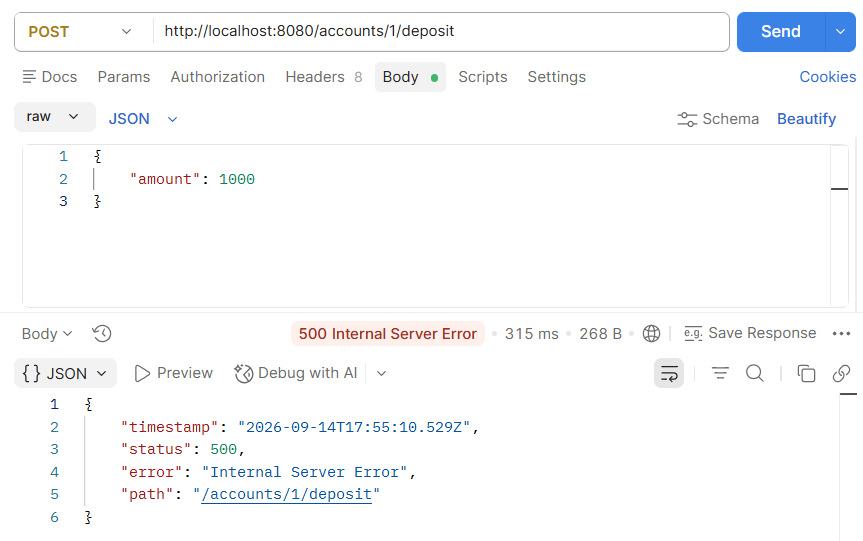 POST http://localhost:8080/accounts/1/deposit Send
Docs Params Authorization Headers 8 Body Scripts Settings Cookies
raw JSON Schema Beautify
1 {
2 "amount": 1000
3 }
Body 500 Internal Server Error 315 ms 268 B e.g. Save Response
{} JSON Preview Debug with AI
1 {
2 "timestamp": "2026-09-14T17:55:10.529Z",
3 "status": 500,
4 "error": "Internal Server Error",
5 "path": "/accounts/1/deposit"
6 }